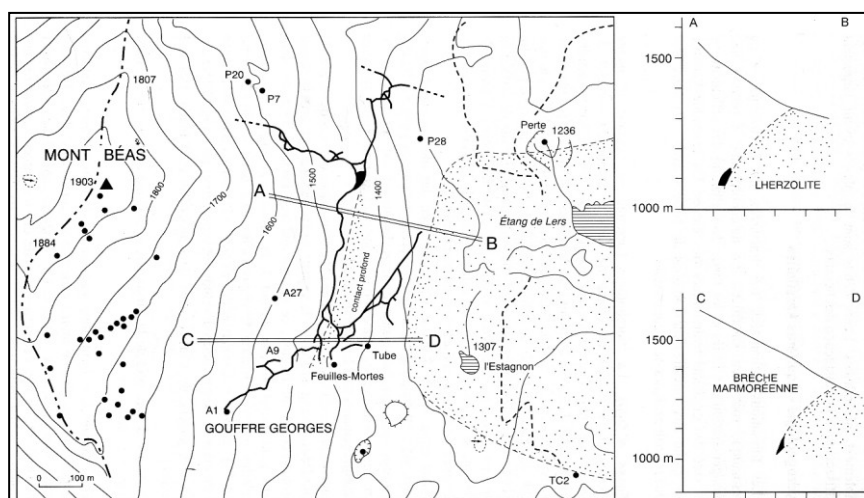 1807
P20
P7
Perte
1236
MONT BÉAS
P28
1903
1800
1700
1600
1500
1400
A
B
Étang de Lers
1884
contact profond
A27
C
D
A9
Tube
1307
l'Estagnon
Feuilles-Mortes
A1
GOUFFRE GEORGES
TC2
0 100 m
A B
1500
1000 m
LHERZOLITE
C D
1500
BRÈCHE
MARMORÉENNE
1000 m